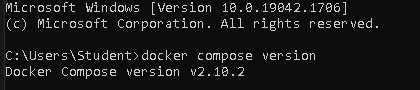 Microsoft Windows [Version 10.0.19042.1706]
(c) Microsoft Corporation. All rights reserved.
C:\Users\Student>docker compose version
Docker Compose version v2.10.2